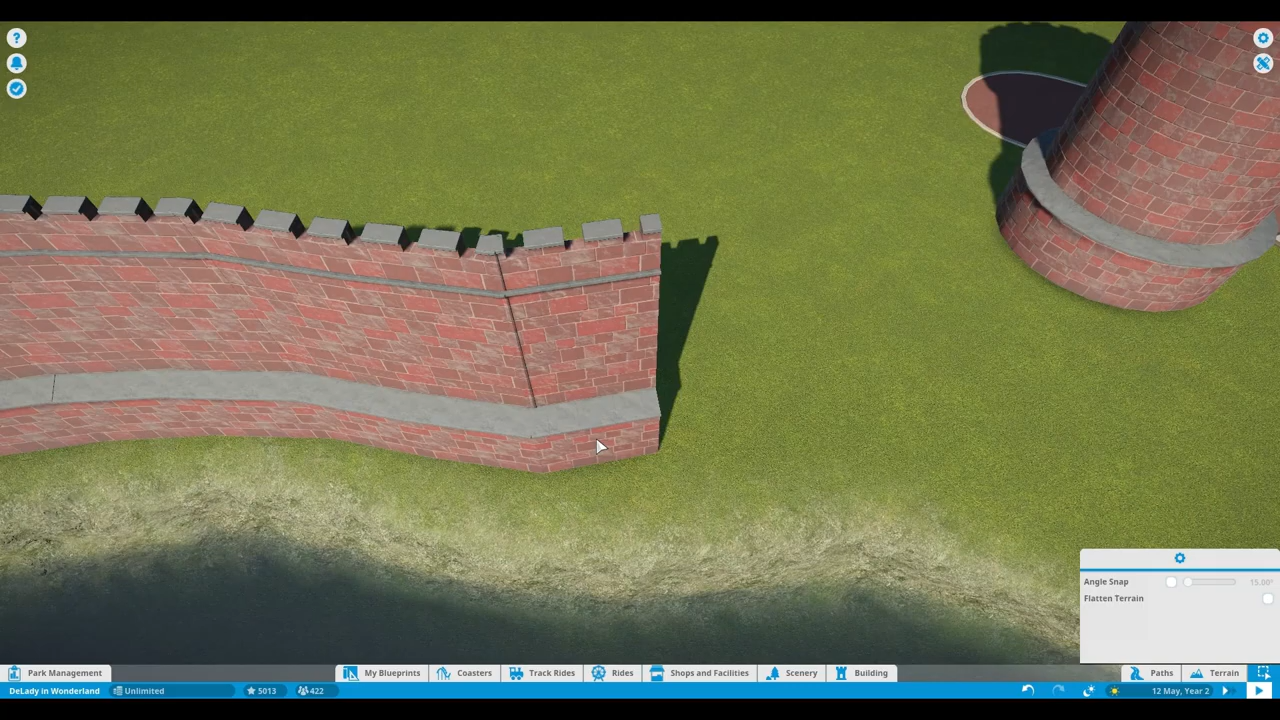 ?
Angle Snap 15.00°
Flatten Terrain
Park Management
My Blueprints
Coasters
Track Rides
Rides
Shops and Facilities
Scenery
Building
Paths
Terrain
DeLady in Wonderland
Unlimited
5013
422
12 May, Year 2